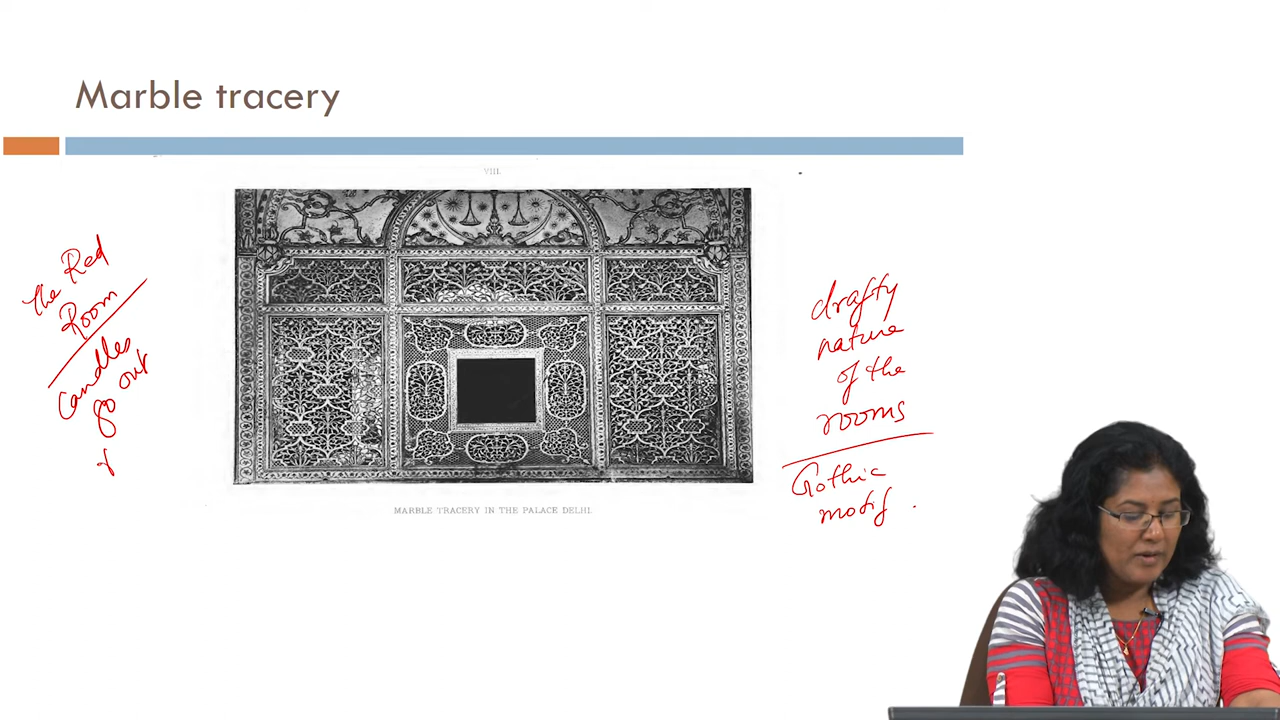 Marble tracery
VIII.
the Red
Room
candles
go out
drafty
nature
of the
rooms
Gothic
motif
MARBLE TRACERY IN THE PALACE DELHI.